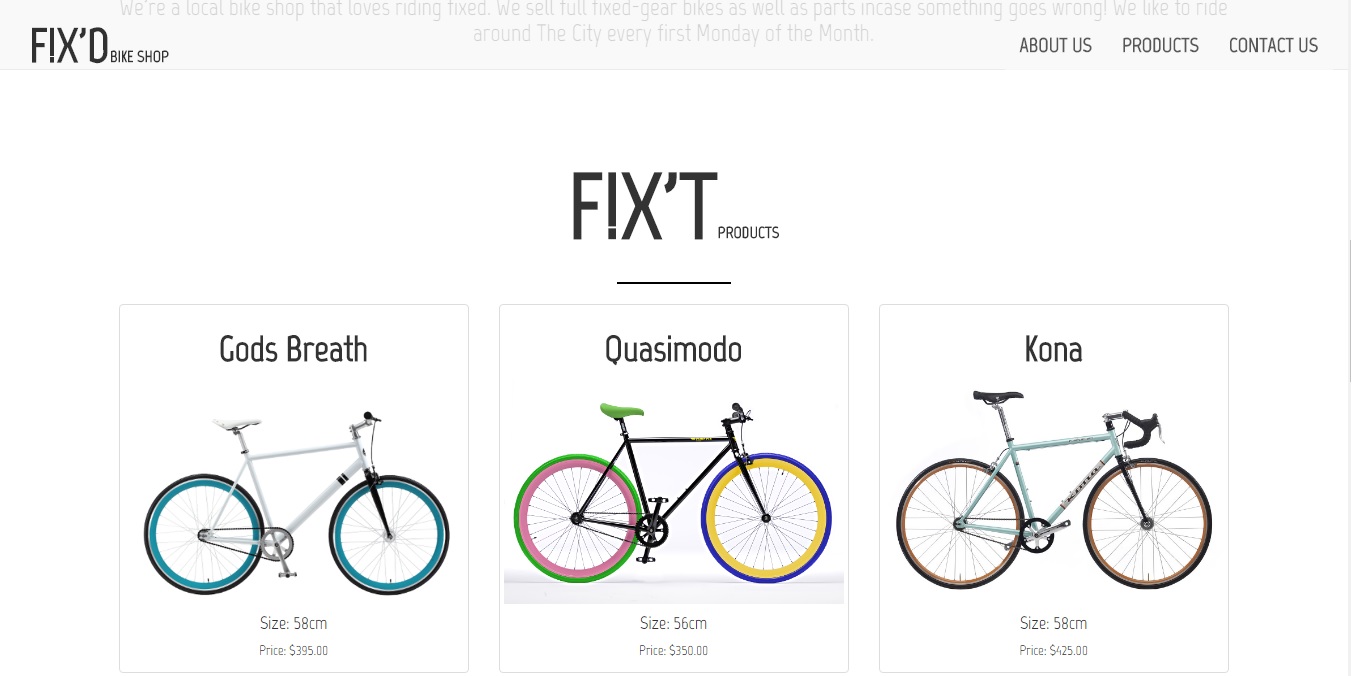 We're a local bike shop that loves riding fixed. We sell full fixed-gear bikes as well as parts incase something goes wrong! We like to ride
around The City every first Monday of the Month.
F!X'D BIKE SHOP
ABOUT US PRODUCTS CONTACT US
F!X'T PRODUCTS
Gods Breath
Quasimodo
Kona
Size: 58cm
Size: 56cm
Size: 58cm
Price: $395.00
Price: $350.00
Price: $425.00